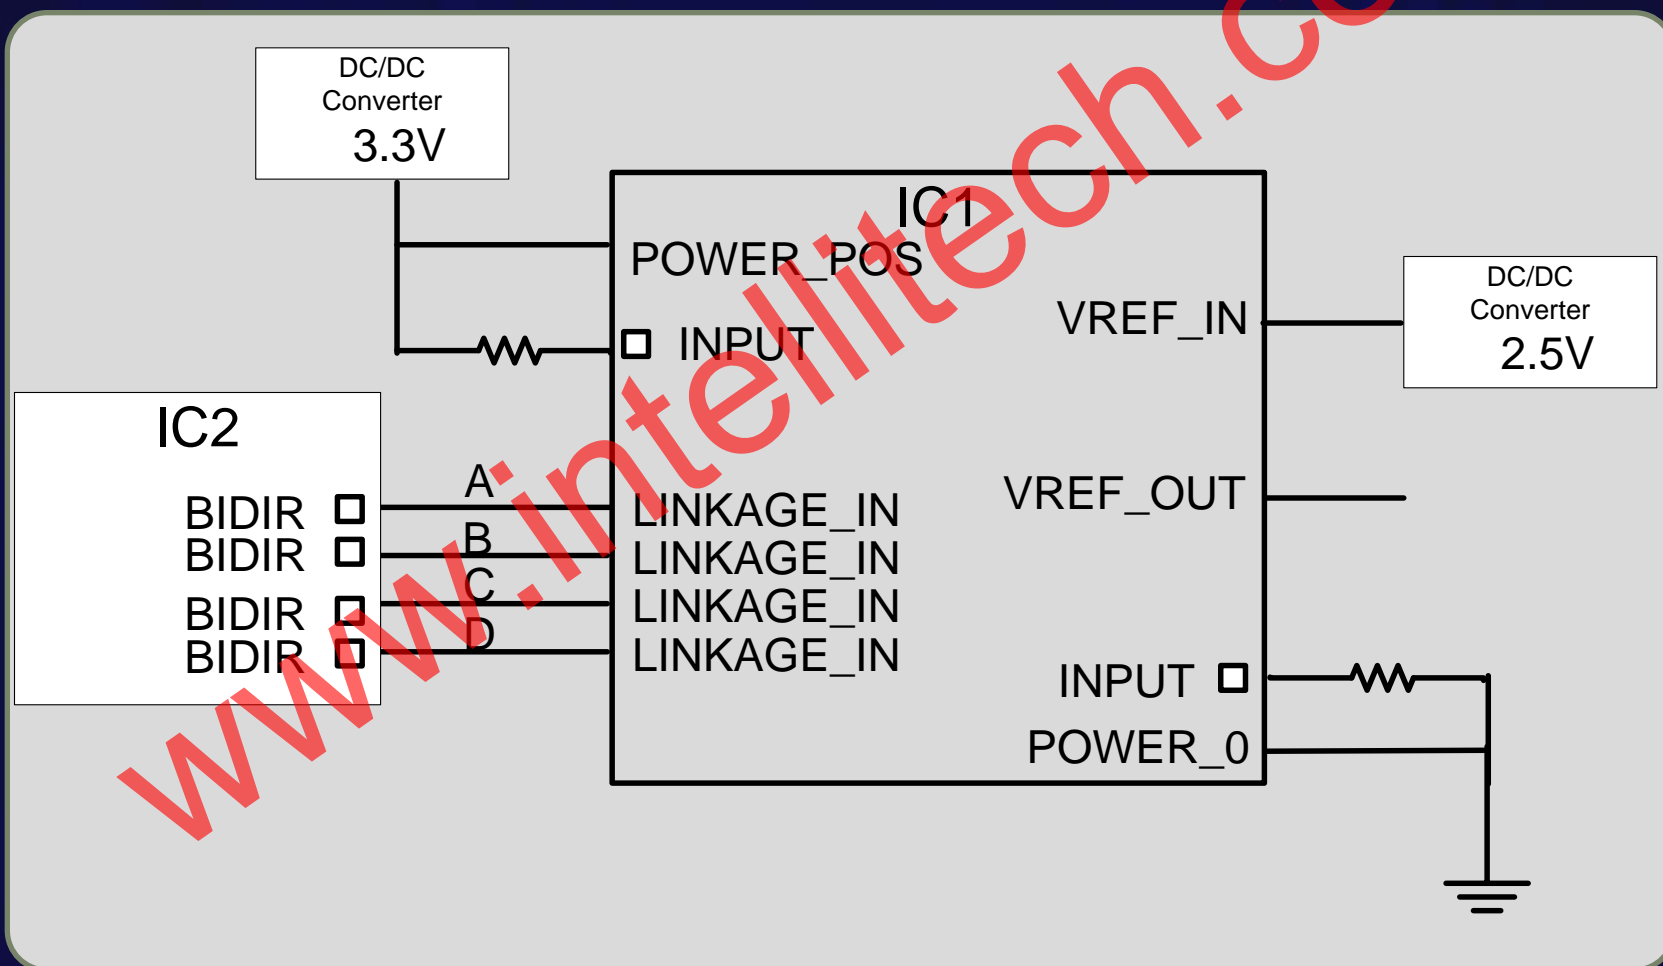 DC/DC
Converter
3.3V
IC1
POWER_POS
INPUT
VREF_IN
DC/DC
Converter
2.5V
IC2
BIDIR
BIDIR
BIDIR
BIDIR
A
B
C
D
LINKAGE_IN
LINKAGE_IN
LINKAGE_IN
LINKAGE_IN
VREF_OUT
INPUT
POWER_0
www.intellitech.co